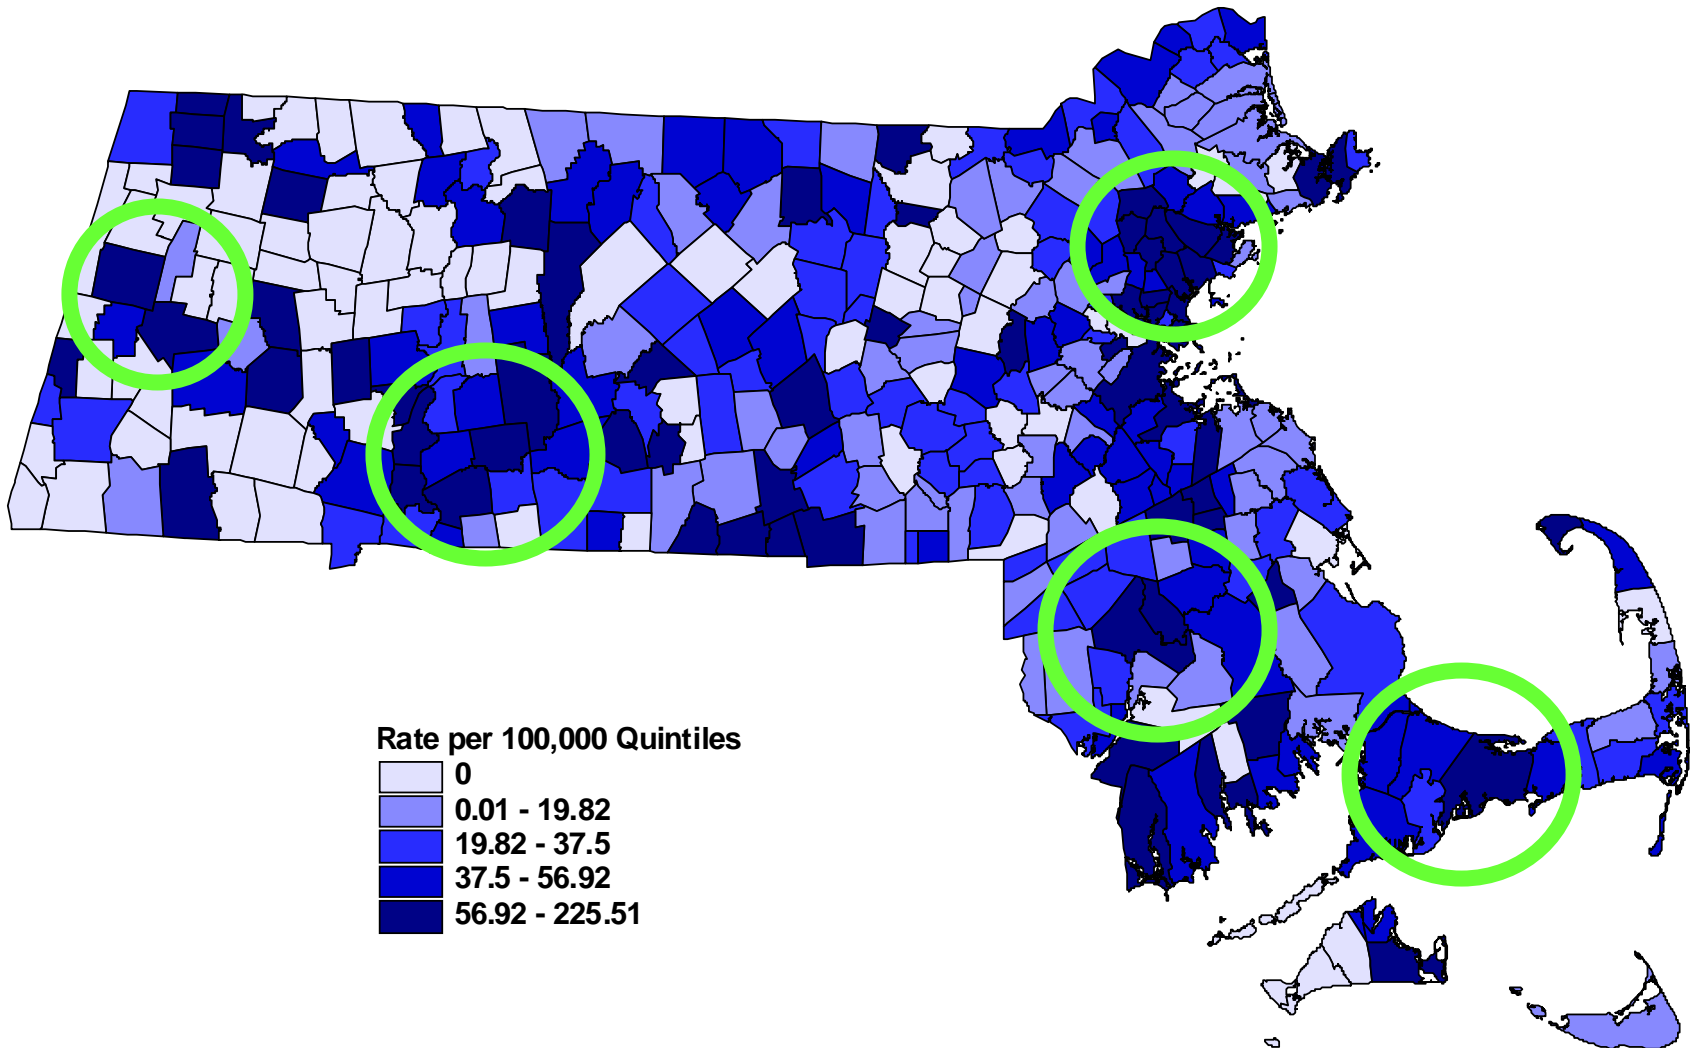 Rate per 100,000 Quintiles
0
0.01 - 19.82
19.82 - 37.5
37.5 - 56.92
56.92 - 225.51